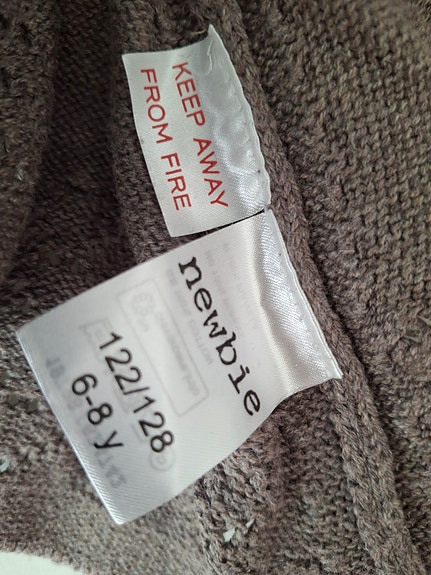 KEEP AWAY
FROM FIRE
newbie
122/128
6-8 y